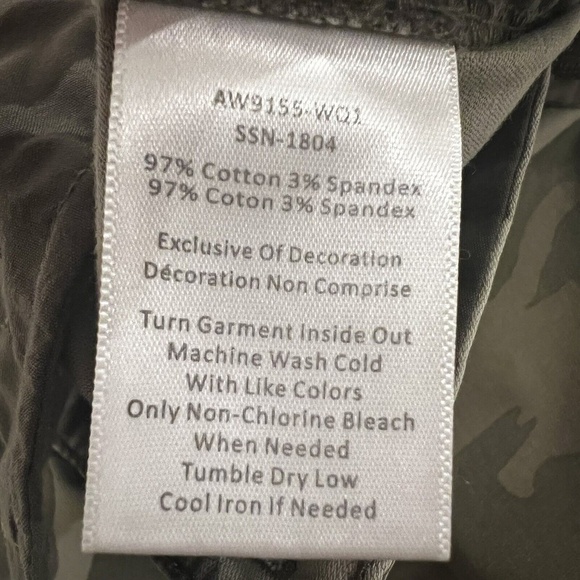 AW9155-WQ1
SSN-1804
97% Cotton 3% Spandex
97% Coton 3% Spandex
Exclusive Of Decoration
Décoration Non Comprise
Turn Garment Inside Out
Machine Wash Cold
With Like Colors
Only Non-Chlorine Bleach
When Needed
Tumble Dry Low
Cool Iron If Needed